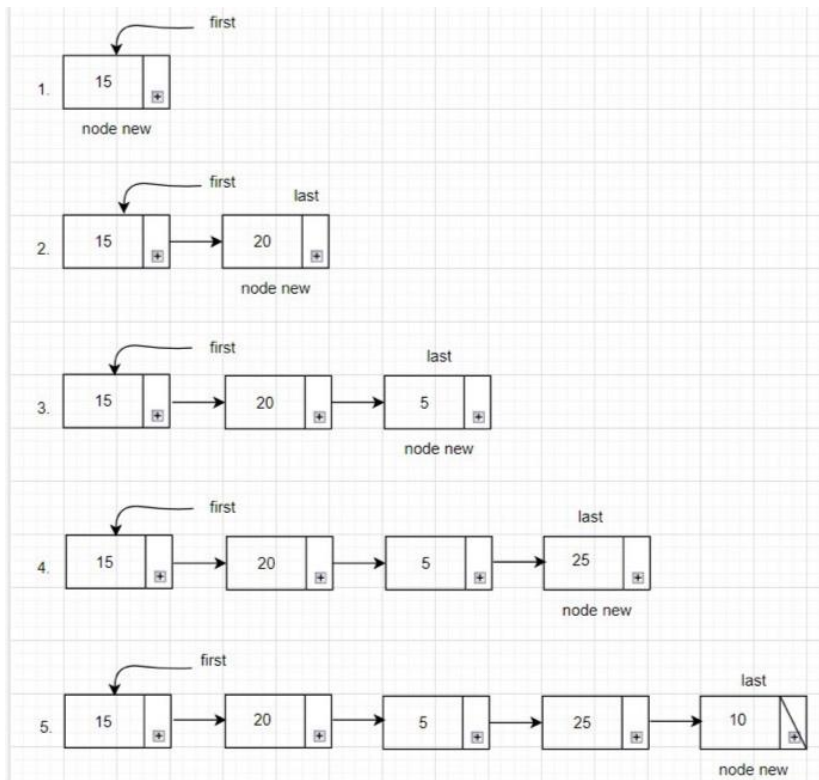 first
15
1.
node new
first
last
15 20
2.
node new
first
last
15 20 5
3.
node new
first
last
15 20 5 25
4.
node new
first
last
15 20 5 25 10
5.
node new